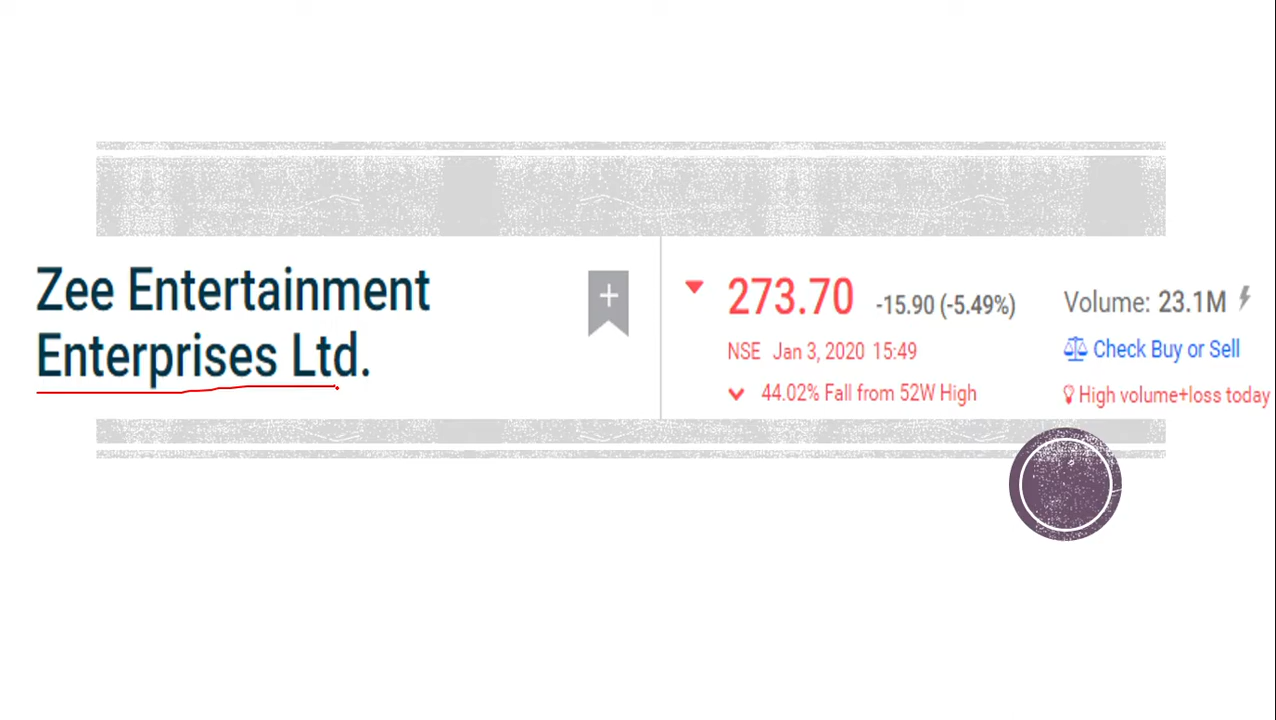 Zee Entertainment
Enterprises Ltd.
273.70 -15.90 (-5.49%)
NSE Jan 3, 2020 15:49
44.02% Fall from 52W High
Volume: 23.1M
Check Buy or Sell
High volume+loss today